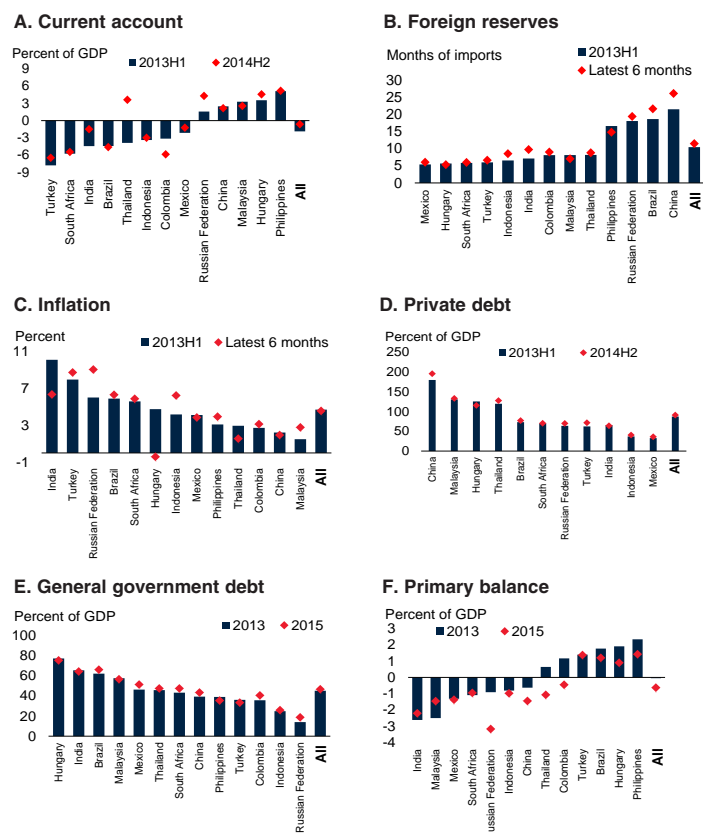 A. Current account
Percent of GDP
2013H1 2014H2
9
6
3
0
-3
-6
-9
Turkey
South Africa
India
Brazil
Thailand
Indonesia
Colombia
Mexico
Russian Federation
China
Malaysia
Hungary
Philippines
All
B. Foreign reserves
Months of imports
2013H1
Latest 6 months
30
25
20
15
10
5
0
Mexico
Hungary
South Africa
Turkey
Indonesia
India
Colombia
Malaysia
Thailand
Philippines
Russian Federation
Brazil
China
All
C. Inflation
Percent
2013H1 Latest 6 months
11
7
3
-1
India
Turkey
Russian Federation
Brazil
South Africa
Hungary
Indonesia
Mexico
Philippines
Thailand
Colombia
China
Malaysia
All
D. Private debt
Percent of GDP
2013H1 2014H2
250
200
150
100
50
0
China
Malaysia
Hungary
Thailand
Brazil
South Africa
Russian Federation
Turkey
India
Indonesia
Mexico
All
E. General government debt
Percent of GDP
2013 2015
100
80
60
40
20
0
Hungary
India
Brazil
Malaysia
Mexico
Thailand
South Africa
China
Philippines
Turkey
Colombia
Indonesia
Russian Federation
All
F. Primary balance
Percent of GDP
2013 2015
3
2
1
0
-1
-2
-3
-4
India
Malaysia
Mexico
South Africa
ussian Federation
Indonesia
China
Thailand
Colombia
Turkey
Brazil
Hungary
Philippines
All